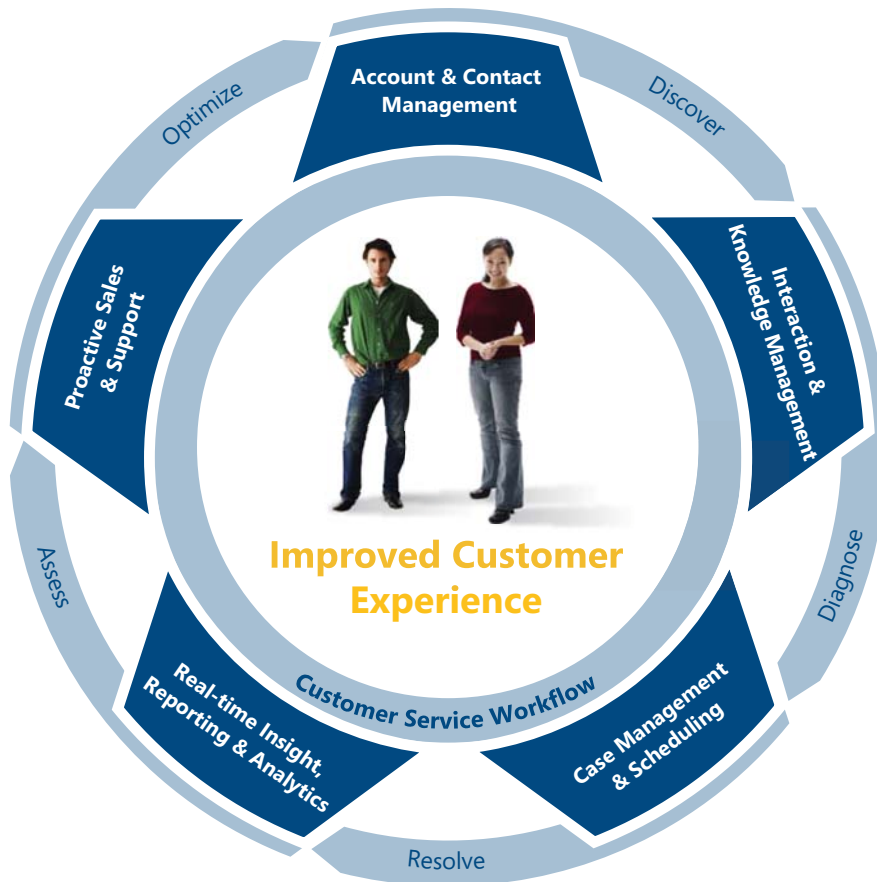 Account & Contact
Management
Discover
Interaction &
Knowledge Management
Diagnose
Case Management
& Scheduling
Resolve
Real-time Insight,
Reporting & Analytics
Assess
Proactive Sales
& Support
Optimize
Improved Customer
Experience
Customer Service Workflow